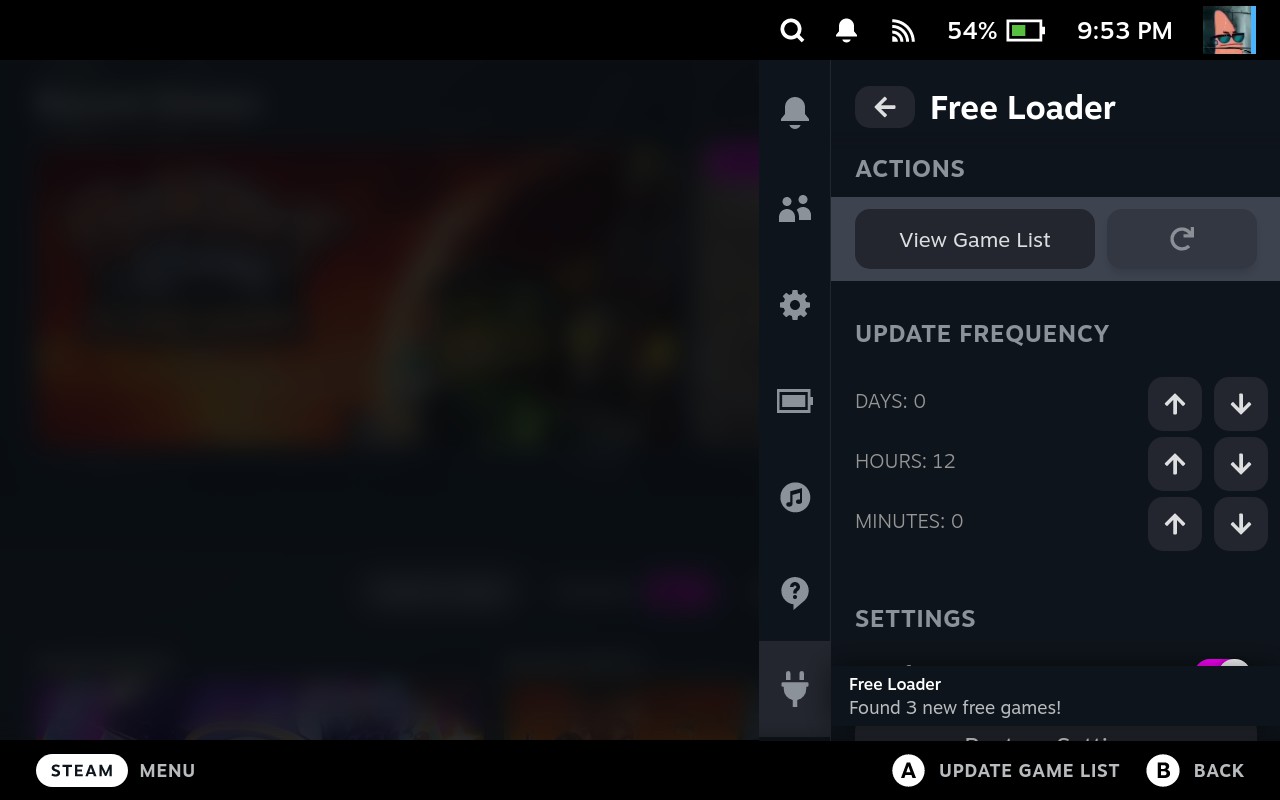 54%
9:53 PM
Free Loader
ACTIONS
View Game List
UPDATE FREQUENCY
DAYS: 0
HOURS: 12
MINUTES: 0
SETTINGS
Free Loader
Found 3 new free games!
STEAM MENU
A UPDATE GAME LIST B BACK